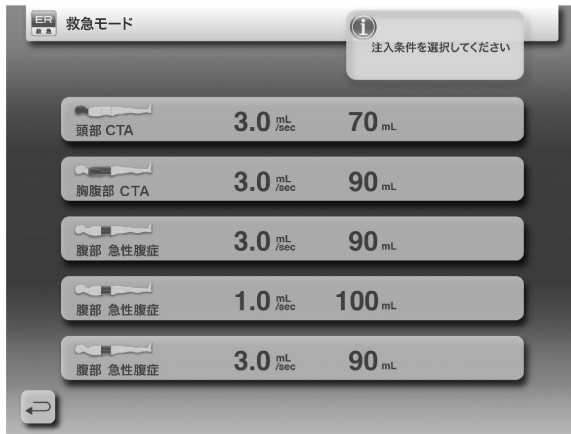 ER 救急モード
救急
注入条件を選択してください
頭部 CTA 3.0 mL/sec 70 mL
胸腹部 CTA 3.0 mL/sec 90 mL
腹部 急性腹症 3.0 mL/sec 90 mL
腹部 急性腹症 1.0 mL/sec 100 mL
腹部 急性腹症 3.0 mL/sec 90 mL